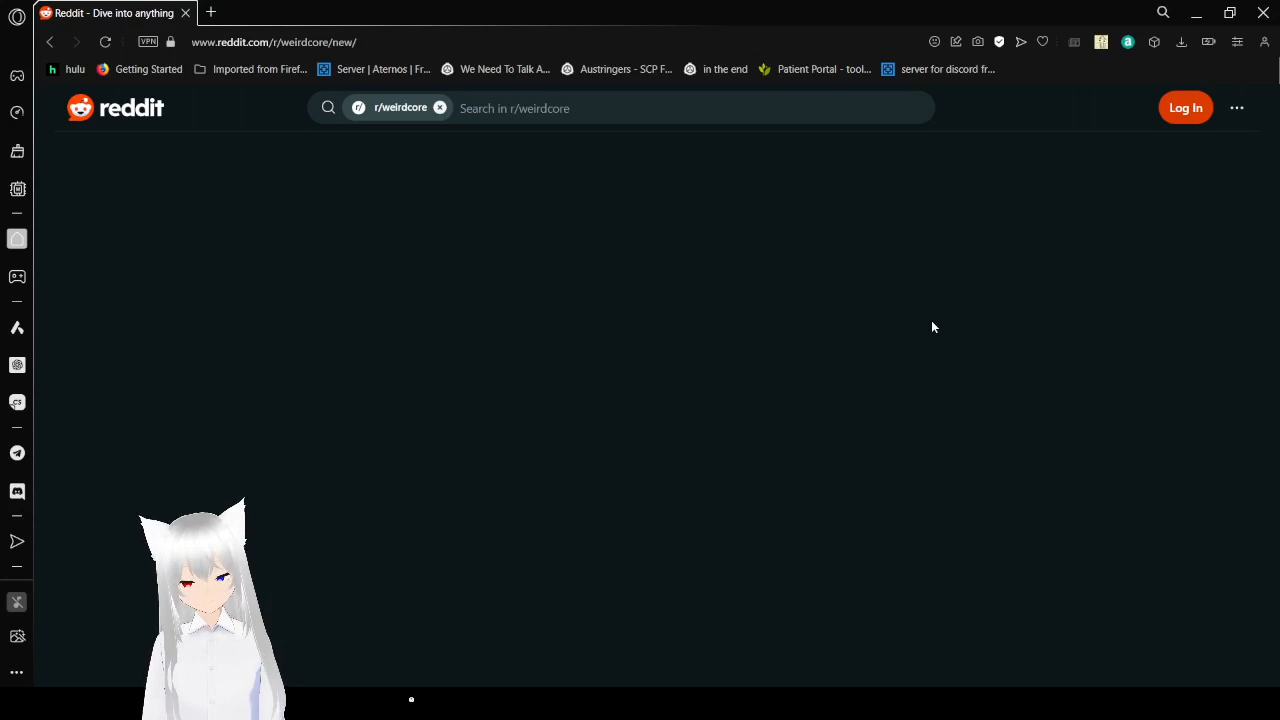 Reddit - Dive into anything
VPN www.reddit.com/r/weirdcore/new/
hulu Getting Started Imported from Firef... Server | Aternos | Fr... We Need To Talk A... Austringers - SCP F... in the end Patient Portal - tool... server for discord fr...
reddit r/ r/weirdcore Search in r/weirdcore Log In